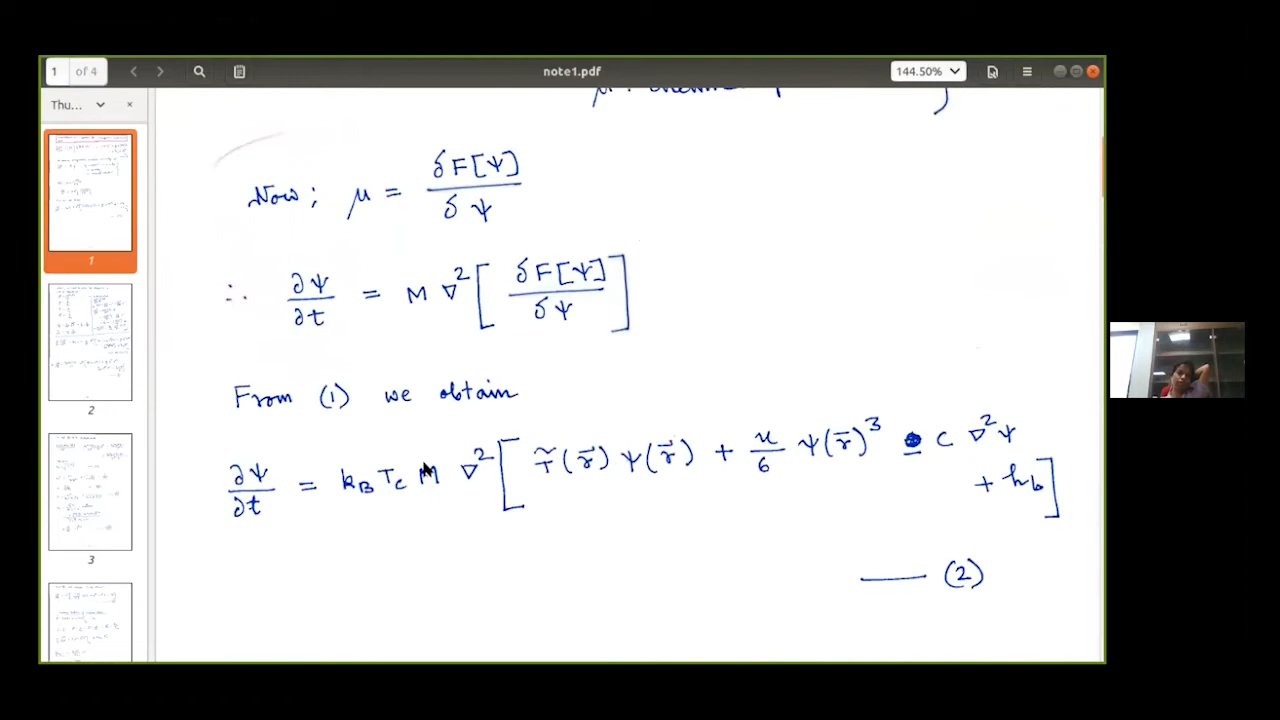 1 of 4
note1.pdf
144.50%
Thu...
μ :
Now; μ = δF[Ψ] / δΨ
∴ ∂Ψ/∂t = M ∇² [ δF[Ψ] / δΨ ]
From (1) we obtain
∂Ψ/∂t = k_B T_c M ∇² [ τ̃(r⃗) Ψ(r⃗) + u/6 Ψ(r⃗)³ - C ∇²Ψ
+ h_b ]
—— (2)
1
2
3